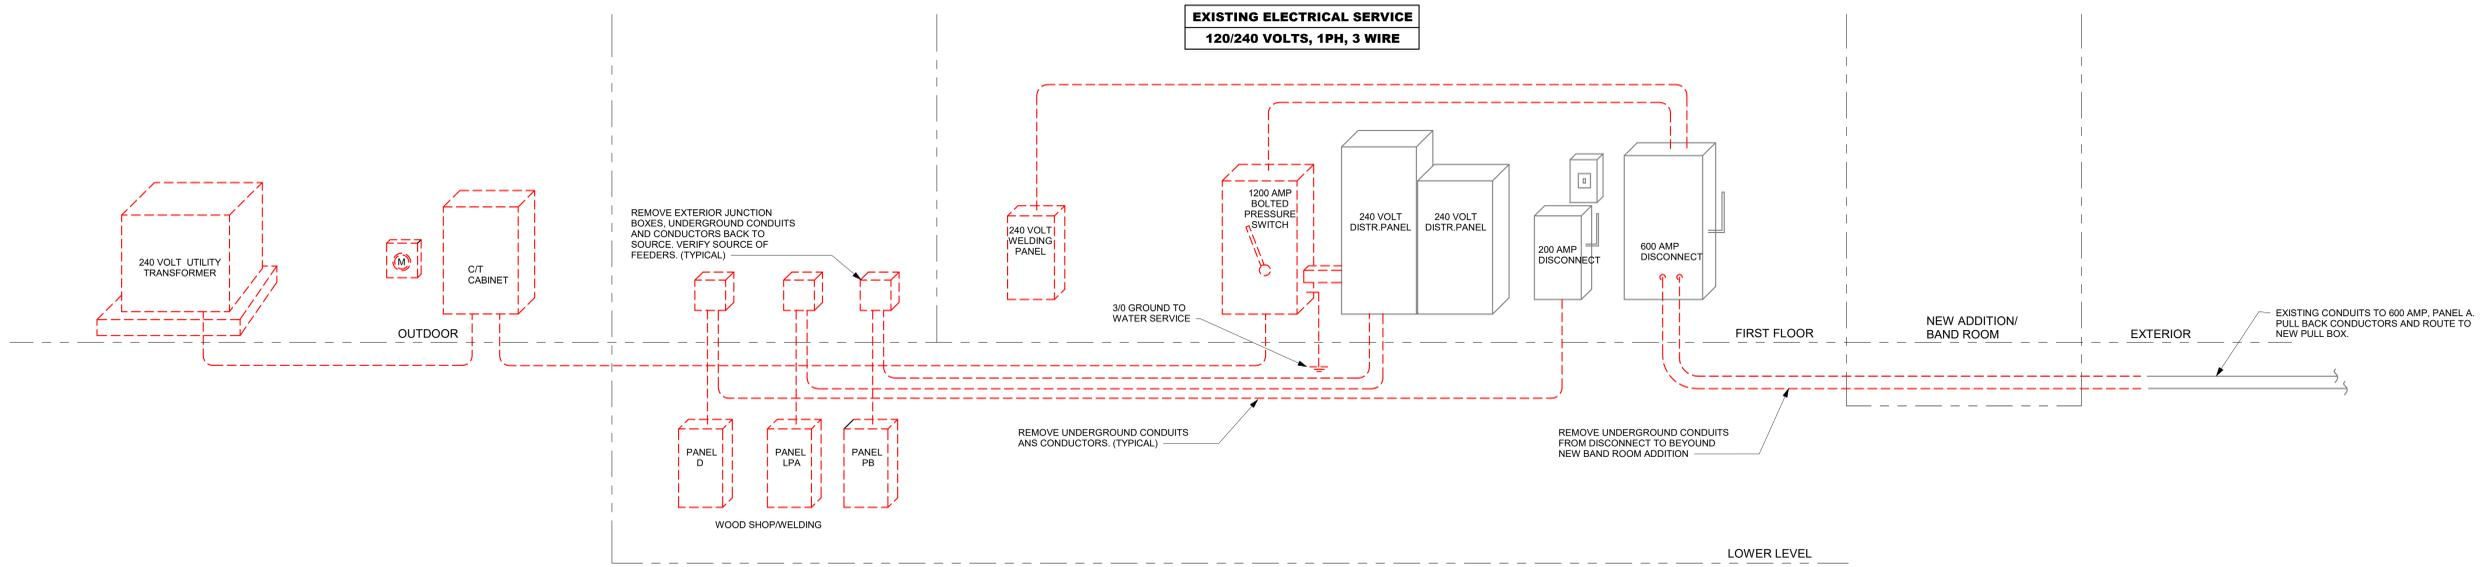 EXISTING ELECTRICAL SERVICE
120/240 VOLTS, 1PH, 3 WIRE
240 VOLT UTILITY
TRANSFORMER
M
C/T
CABINET
OUTDOOR
REMOVE EXTERIOR JUNCTION
BOXES, UNDERGROUND CONDUITS
AND CONDUCTORS BACK TO
SOURCE. VERIFY SOURCE OF
FEEDERS. (TYPICAL)
240 VOLT
WELDING
PANEL
1200 AMP
BOLTED
PRESSURE
SWITCH
240 VOLT
DISTR.PANEL
240 VOLT
DISTR.PANEL
200 AMP
DISCONNECT
600 AMP
DISCONNECT
3/0 GROUND TO
WATER SERVICE
FIRST FLOOR
NEW ADDITION/
BAND ROOM
EXTERIOR
EXISTING CONDUITS TO 600 AMP, PANEL A.
PULL BACK CONDUCTORS AND ROUTE TO
NEW PULL BOX.
PANEL
D
PANEL
LPA
PANEL
PB
WOOD SHOP/WELDING
REMOVE UNDERGROUND CONDUITS
ANS CONDUCTORS. (TYPICAL)
REMOVE UNDERGROUND CONDUITS
FROM DISCONNECT TO BEYOUND
NEW BAND ROOM ADDITION
LOWER LEVEL